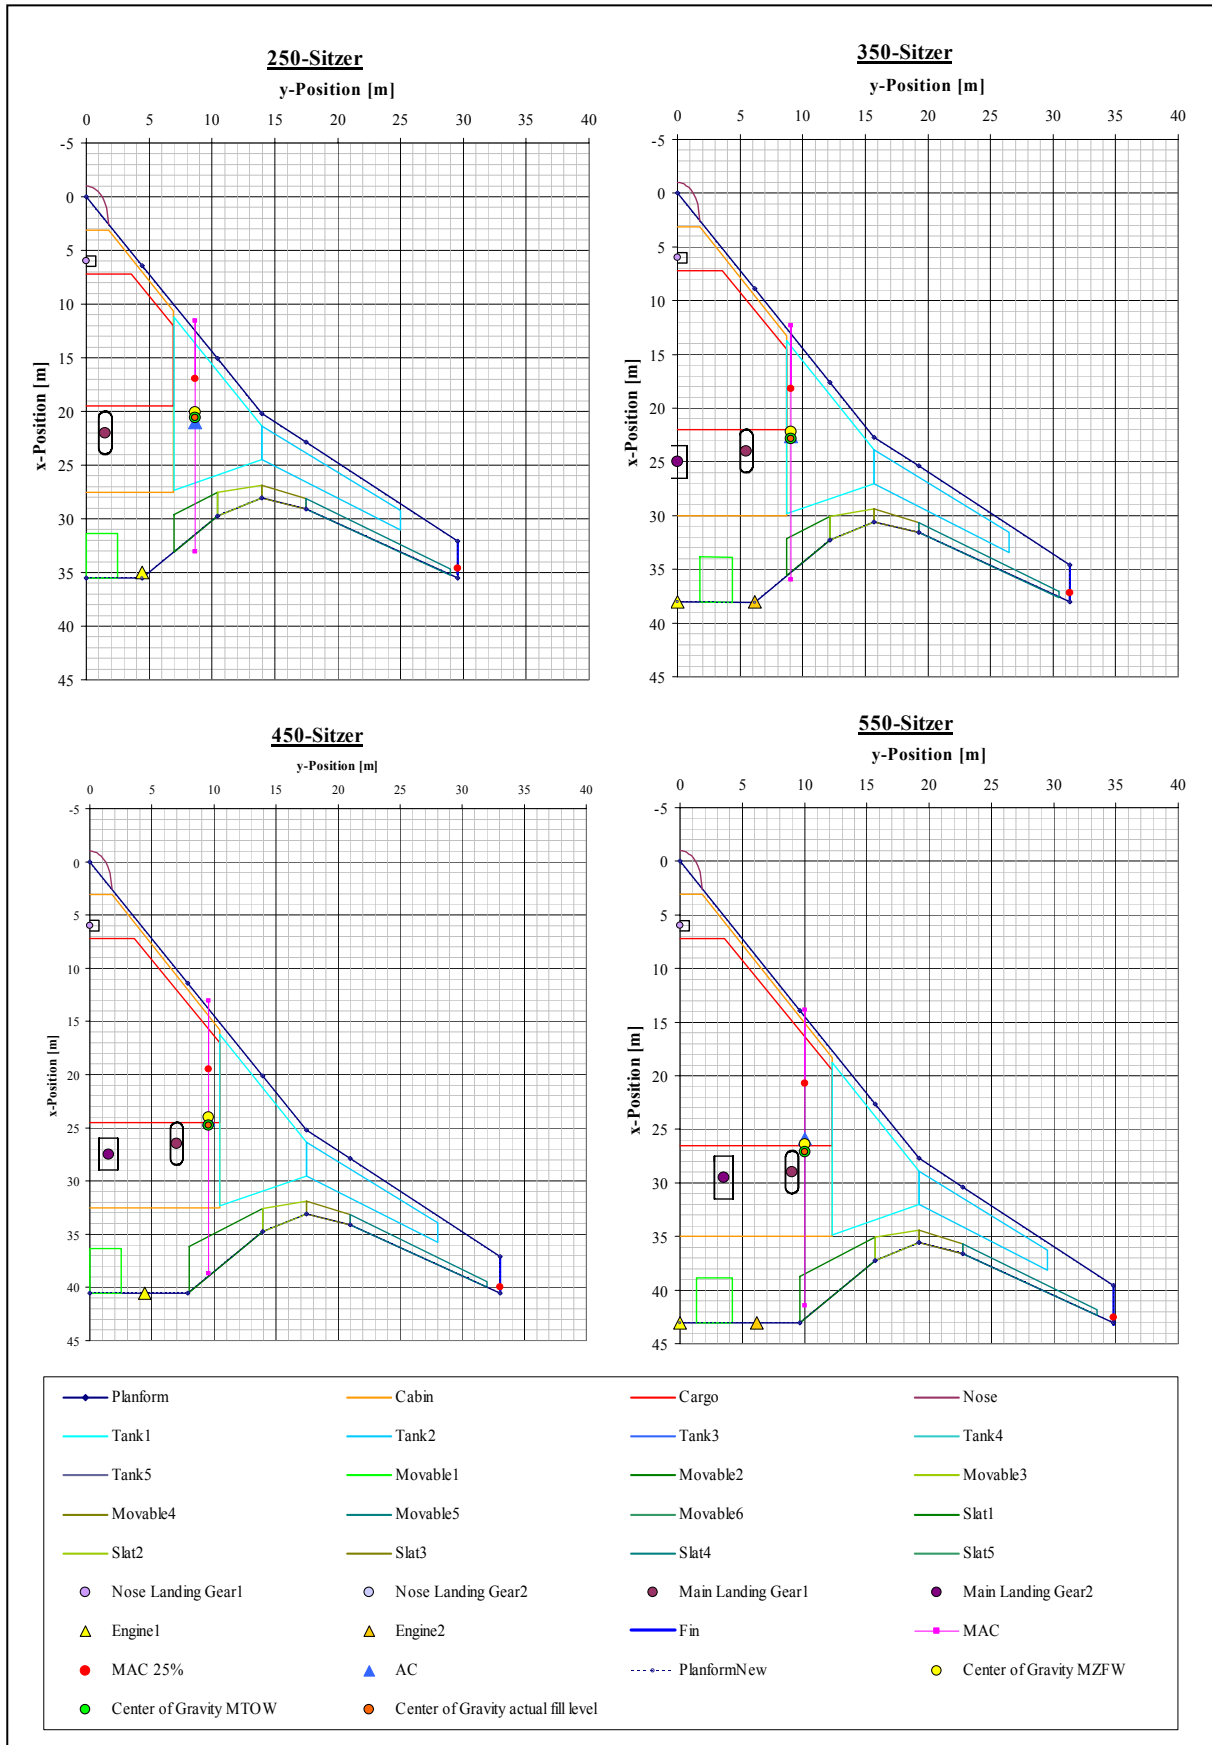 250-Sitzer
y-Position [m]
0 5 10 15 20 25 30 35 40
-5
0
5
10
15
20
25
30
35
40
45
x-Position [m]
350-Sitzer
y-Position [m]
0 5 10 15 20 25 30 35 40
-5
0
5
10
15
20
25
30
35
40
45
x-Position [m]
450-Sitzer
y-Position [m]
0 5 10 15 20 25 30 35 40
-5
0
5
10
15
20
25
30
35
40
45
x-Position [m]
550-Sitzer
y-Position [m]
0 5 10 15 20 25 30 35 40
-5
0
5
10
15
20
25
30
35
40
45
x-Position [m]
Planform Cabin Cargo Nose
Tank1 Tank2 Tank3 Tank4
Tank5 Movable1 Movable2 Movable3
Movable4 Movable5 Movable6 Slat1
Slat2 Slat3 Slat4 Slat5
Nose Landing Gear1 Nose Landing Gear2 Main Landing Gear1 Main Landing Gear2
Engine1 Engine2 Fin MAC
MAC 25% AC PlanformNew Center of Gravity MZFW
Center of Gravity MTOW Center of Gravity actual fill level